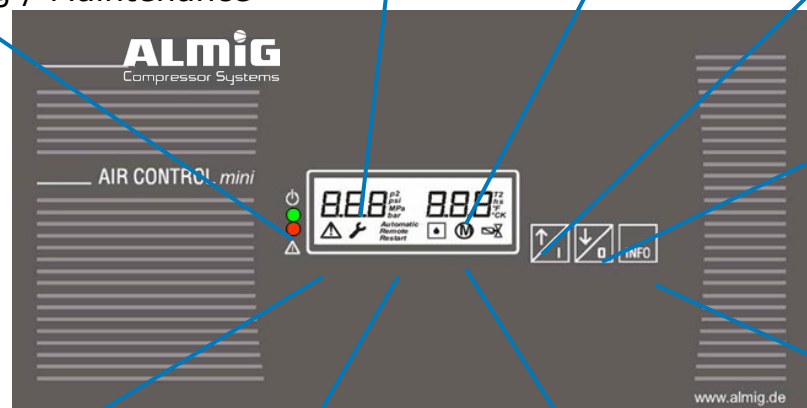 g / Maintenance
ALMiG
Compressor Systems
AIR CONTROL mini
8.8.8 p2 psi MPa bar 8.8.8 T2 hs °F °CK
Automatic
Remote
Restart
M
I 0 INFO
www.almig.de